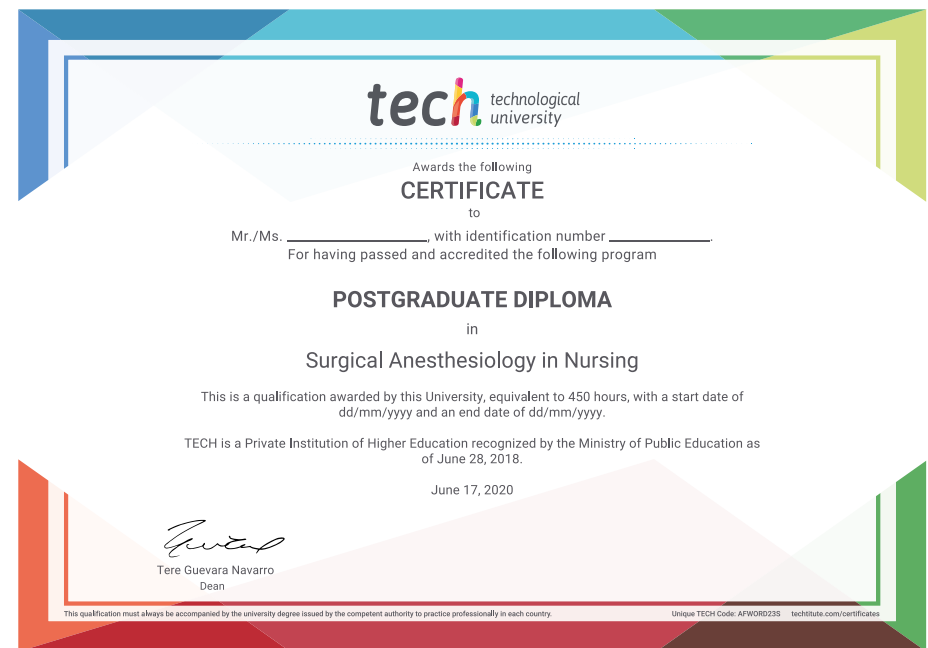 tech technological
university
Awards the following
CERTIFICATE
to
Mr./Ms. ____________, with identification number ____________.
For having passed and accredited the following program
POSTGRADUATE DIPLOMA
in
Surgical Anesthesiology in Nursing
This is a qualification awarded by this University, equivalent to 450 hours, with a start date of
dd/mm/yyyy and an end date of dd/mm/yyyy.
TECH is a Private Institution of Higher Education recognized by the Ministry of Public Education as
of June 28, 2018.
June 17, 2020
Tere Guevara Navarro
Dean
This qualification must always be accompanied by the university degree issued by the competent authority to practice professionally in each country. Unique TECH Code: AFWORD23S techtitute.com/certificates